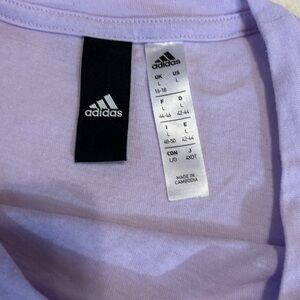 adidas
adidas
UK US
L L
16-18
F D
L L
44-46 42-44
I E
L L
48-50 42-44
CDN J
L/G 4XOT
MADE IN
CAMBODIA